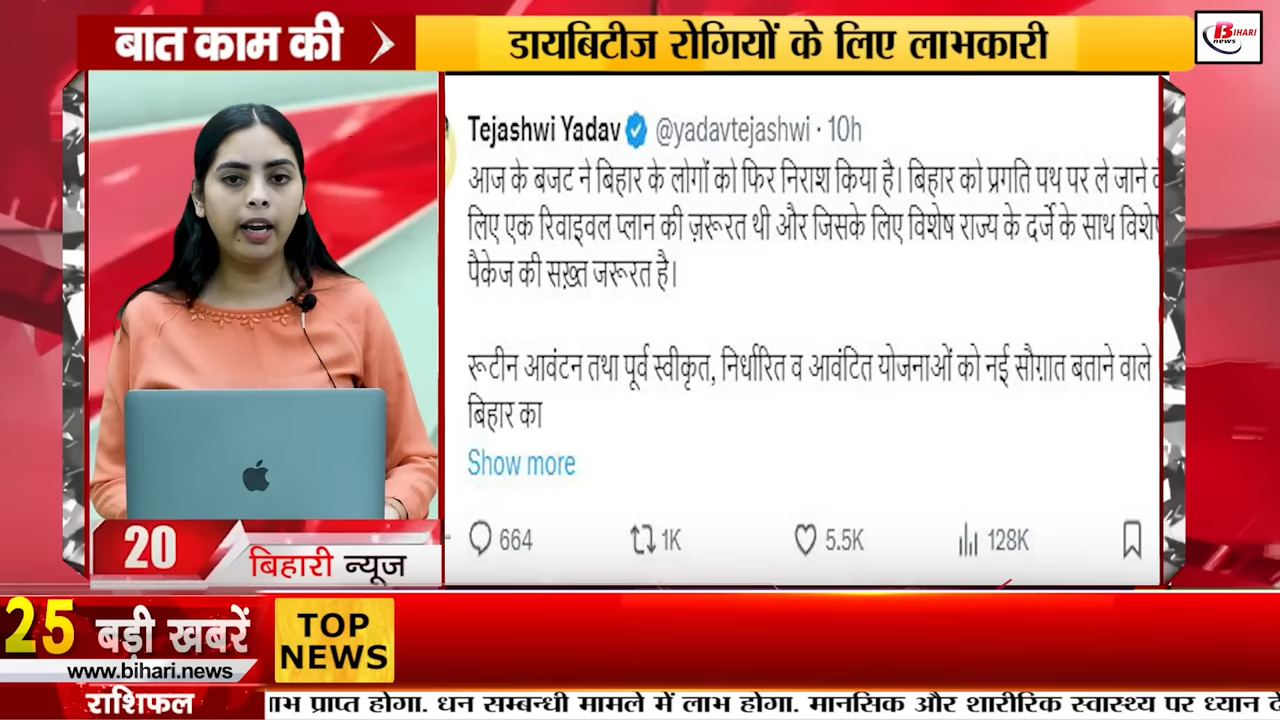 बात काम की
डायबिटीज रोगियों के लिए लाभकारी
BIHARI
news
Tejashwi Yadav @yadavtejashwi · 10h
आज के बजट ने बिहार के लोगों को फिर निराश किया है। बिहार को प्रगति पथ पर ले जाने
लिए एक रिवाइवल प्लान की ज़रूरत थी और जिसके लिए विशेष राज्य के दर्जे के साथ
पैकेज की सख़्त जरूरत है।
रूटीन आवंटन तथा पूर्व स्वीकृत, निर्धारित व आवंटित योजनाओं को नई सौग़ात बताने वाले
बिहार का
Show more
664 1K 5.5K 128K
20
बिहारी न्यूज
25 बड़ी खबरें
www.bihari.news
TOP
NEWS
राशिफल
प्राप्त होगा. धन सम्बन्धी मामले में लाभ होगा. मानसिक और शारीरिक स्वास्थ्य पर ध्यान